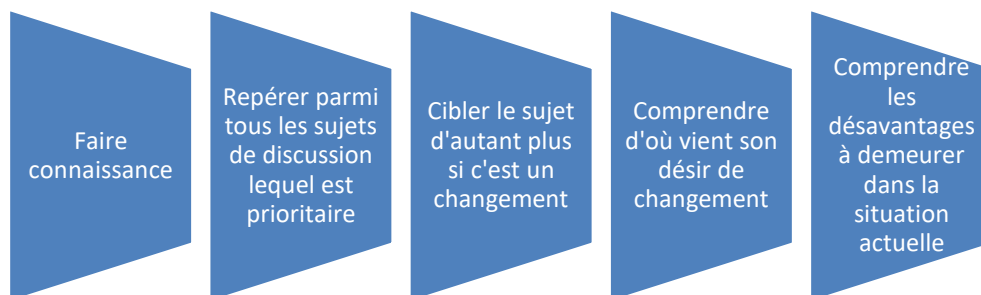 Faire
connaissance
Repérer parmi
tous les sujets
de discussion
lequel est
prioritaire
Cibler le sujet
d'autant plus
si c'est un
changement
Comprendre
d'où vient son
désir de
changement
Comprendre
les
désavantages
à demeurer
dans la
situation
actuelle